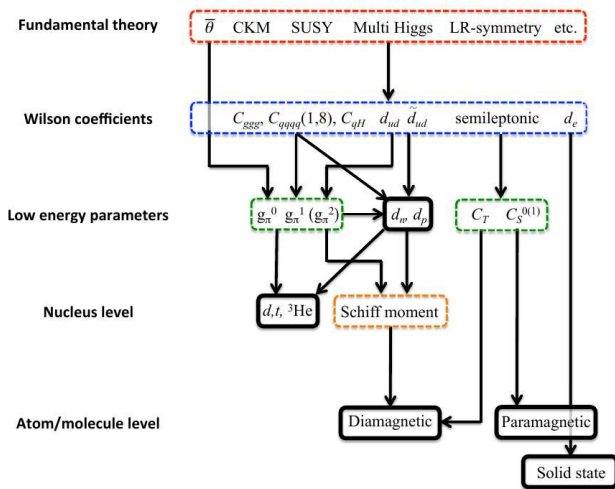 Fundamental theory θ̅ CKM SUSY Multi Higgs LR-symmetry etc.
Wilson coefficients C_ggg, C_qqqq(1,8), C_qH d_ud d̃_ud semileptonic d_e
Low energy parameters g_π^0 g_π^1 (g_π^2) d_n, d_p C_T C_S^0(1)
Nucleus level d,t, ³He Schiff moment
Atom/molecule level Diamagnetic Paramagnetic
Solid state